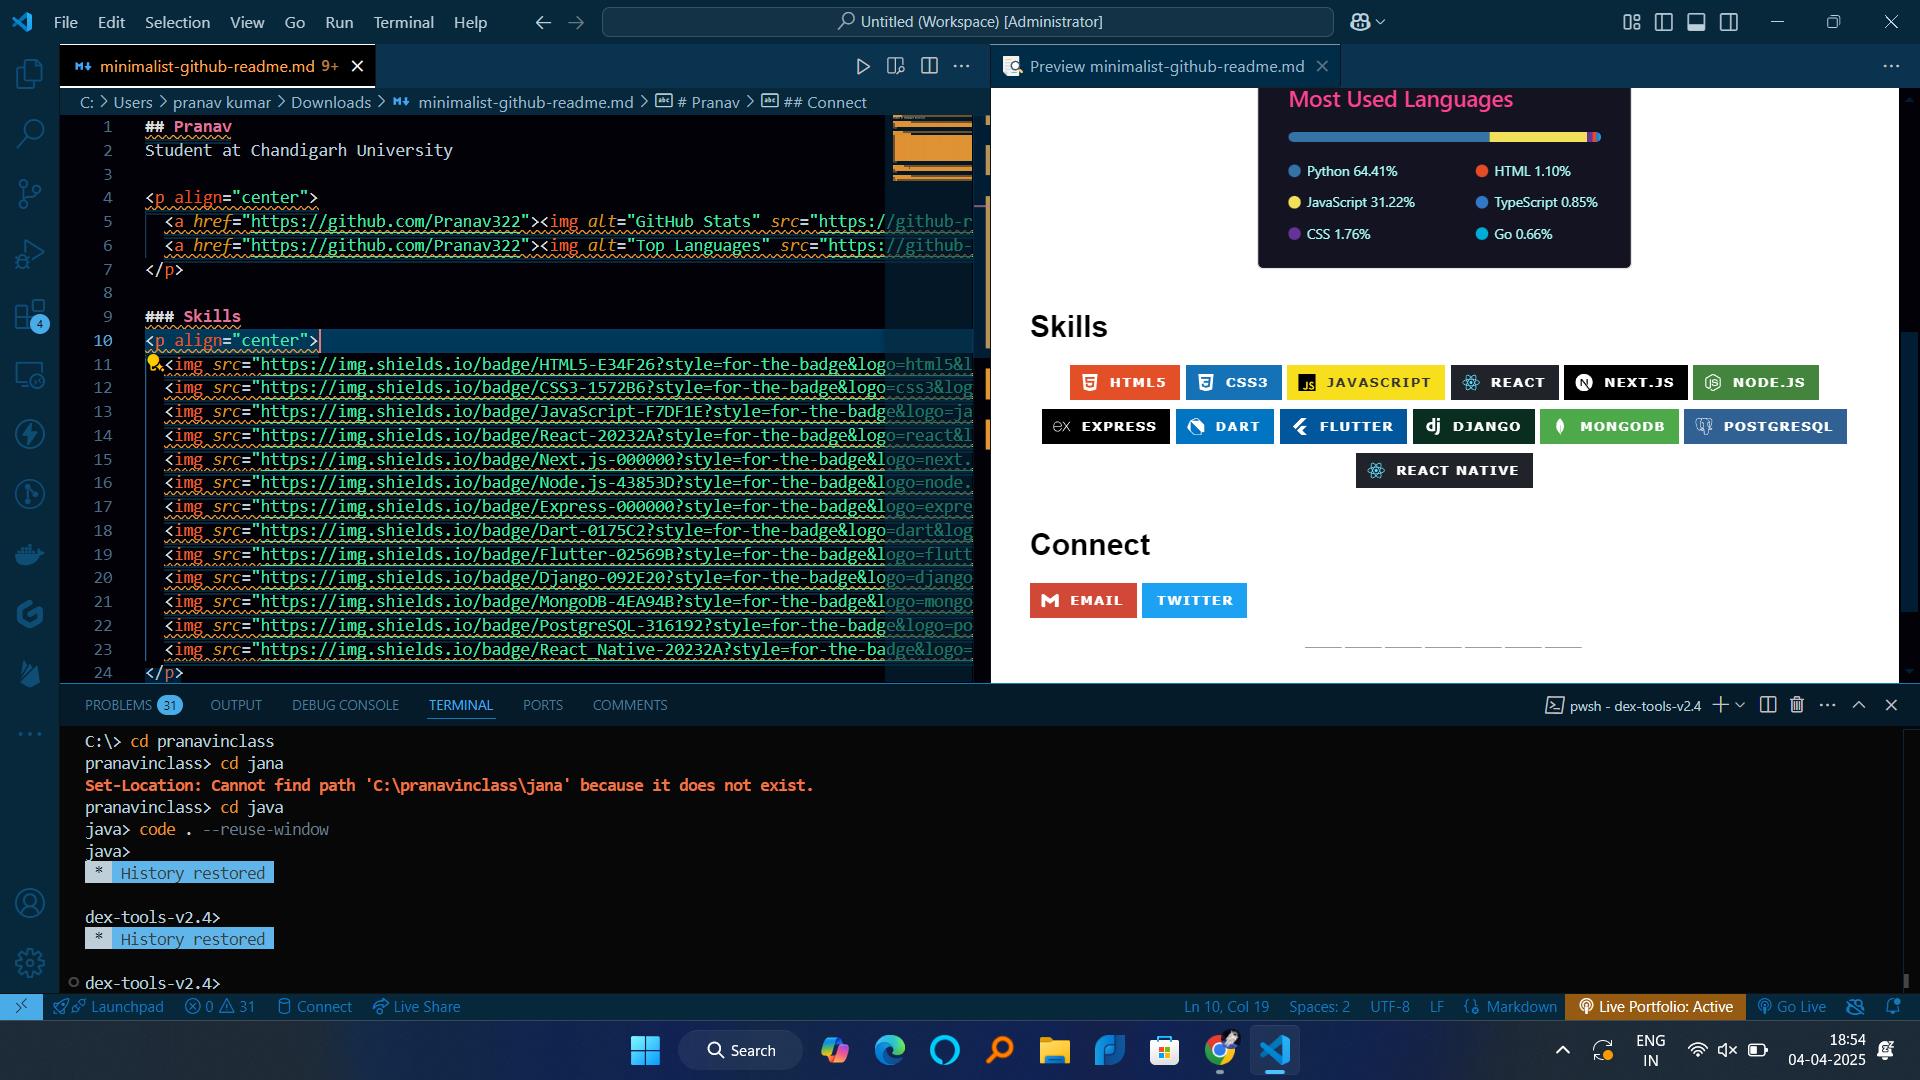 File Edit Selection View Go Run Terminal Help
Untitled (Workspace) [Administrator]
minimalist-github-readme.md 9+
C: > Users > pranav kumar > Downloads > minimalist-github-readme.md > # Pranav > ## Connect
1 ## Pranav
2 Student at Chandigarh University
3
4 <p align="center">
5 <a href="https://github.com/Pranav322"><img alt="GitHub Stats" src="https://github-r
6 <a href="https://github.com/Pranav322"><img alt="Top Languages" src="https://github-
7 </p>
8
9 ### Skills
10 <p align="center">
11 <img src="https://img.shields.io/badge/HTML5-E34F26?style=for-the-badge&logo=html5&l
12 <img src="https://img.shields.io/badge/CSS3-1572B6?style=for-the-badge&logo=css3&log
13 <img src="https://img.shields.io/badge/JavaScript-F7DF1E?style=for-the-badge&logo=ja
14 <img src="https://img.shields.io/badge/React-20232A?style=for-the-badge&logo=react&l
15 <img src="https://img.shields.io/badge/Next.js-000000?style=for-the-badge&logo=next.
16 <img src="https://img.shields.io/badge/Node.js-43853D?style=for-the-badge&logo=node.
17 <img src="https://img.shields.io/badge/Express-000000?style=for-the-badge&logo=expre
18 <img src="https://img.shields.io/badge/Dart-0175C2?style=for-the-badge&logo=dart&log
19 <img src="https://img.shields.io/badge/Flutter-02569B?style=for-the-badge&logo=flutt
20 <img src="https://img.shields.io/badge/Django-092E20?style=for-the-badge&logo=django
21 <img src="https://img.shields.io/badge/MongoDB-4EA94B?style=for-the-badge&logo=mongo
22 <img src="https://img.shields.io/badge/PostgreSQL-316192?style=for-the-badge&logo=po
23 <img src="https://img.shields.io/badge/React_Native-20232A?style=for-the-badge&logo=
24 </p>
Preview minimalist-github-readme.md
Most Used Languages
Python 64.41% HTML 1.10%
JavaScript 31.22% TypeScript 0.85%
CSS 1.76% Go 0.66%
Skills
HTML5 CSS3 JS JAVASCRIPT REACT N NEXT.JS JS NODE.JS
EX EXPRESS DART FLUTTER dj DJANGO MONGODB POSTGRESQL
REACT NATIVE
Connect
EMAIL TWITTER
4
PROBLEMS 31 OUTPUT DEBUG CONSOLE TERMINAL PORTS COMMENTS
pwsh - dex-tools-v2.4
C:\> cd pranavinclass
pranavinclass> cd jana
Set-Location: Cannot find path 'C:\pranavinclass\jana' because it does not exist.
pranavinclass> cd java
java> code . --reuse-window
java>
* History restored
dex-tools-v2.4>
* History restored
dex-tools-v2.4>
Launchpad 0 31 Connect Live Share
Ln 10, Col 19 Spaces: 2 UTF-8 LF {} Markdown Live Portfolio: Active Go Live
Search
ENG
IN
18:54
04-04-2025